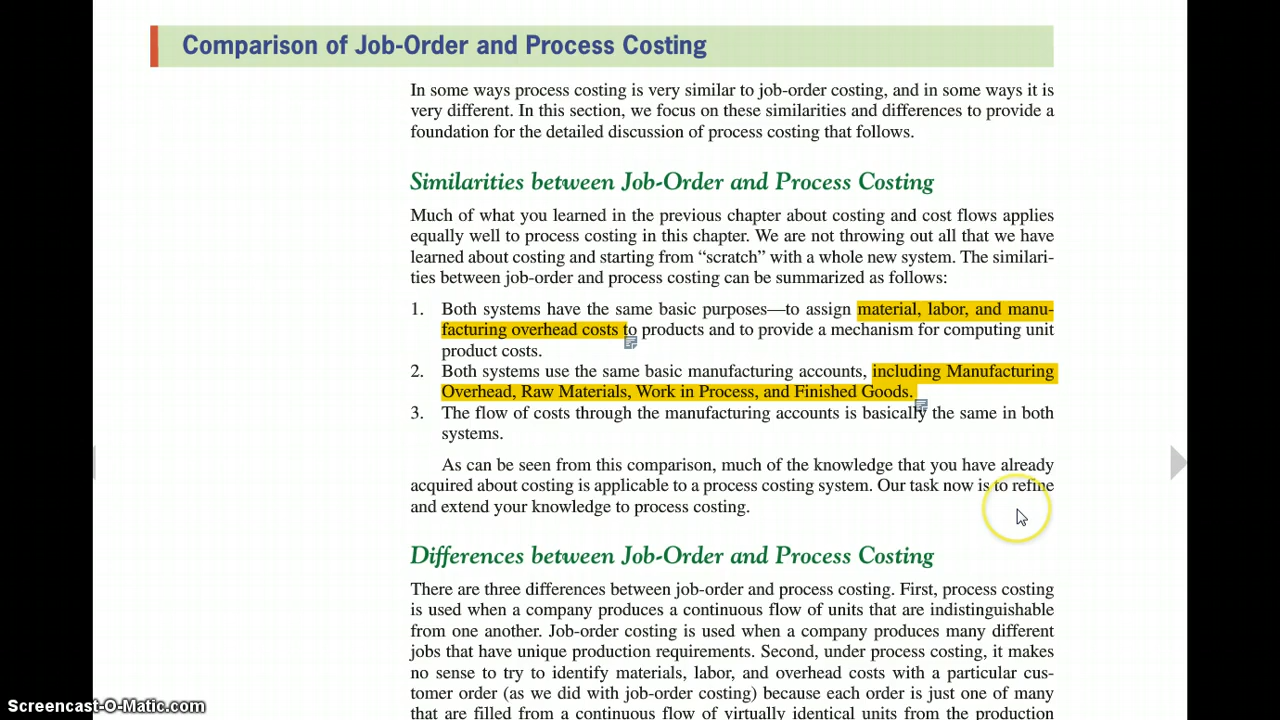 Comparison of Job-Order and Process Costing
In some ways process costing is very similar to job-order costing, and in some ways it is
very different. In this section, we focus on these similarities and differences to provide a
foundation for the detailed discussion of process costing that follows.
Similarities between Job-Order and Process Costing
Much of what you learned in the previous chapter about costing and cost flows applies
equally well to process costing in this chapter. We are not throwing out all that we have
learned about costing and starting from “scratch” with a whole new system. The similari-
ties between job-order and process costing can be summarized as follows:
1. Both systems have the same basic purposes—to assign material, labor, and manu-
facturing overhead costs to products and to provide a mechanism for computing unit
product costs.
2. Both systems use the same basic manufacturing accounts, including Manufacturing
Overhead, Raw Materials, Work in Process, and Finished Goods.
3. The flow of costs through the manufacturing accounts is basically the same in both
systems.
As can be seen from this comparison, much of the knowledge that you have already
acquired about costing is applicable to a process costing system. Our task now is to refine
and extend your knowledge to process costing.
Differences between Job-Order and Process Costing
There are three differences between job-order and process costing. First, process costing
is used when a company produces a continuous flow of units that are indistinguishable
from one another. Job-order costing is used when a company produces many different
jobs that have unique production requirements. Second, under process costing, it makes
no sense to try to identify materials, labor, and overhead costs with a particular cus-
tomer order (as we did with job-order costing) because each order is just one of many
that are filled from a continuous flow of virtually identical units from the production
Screencast-O-Matic.com